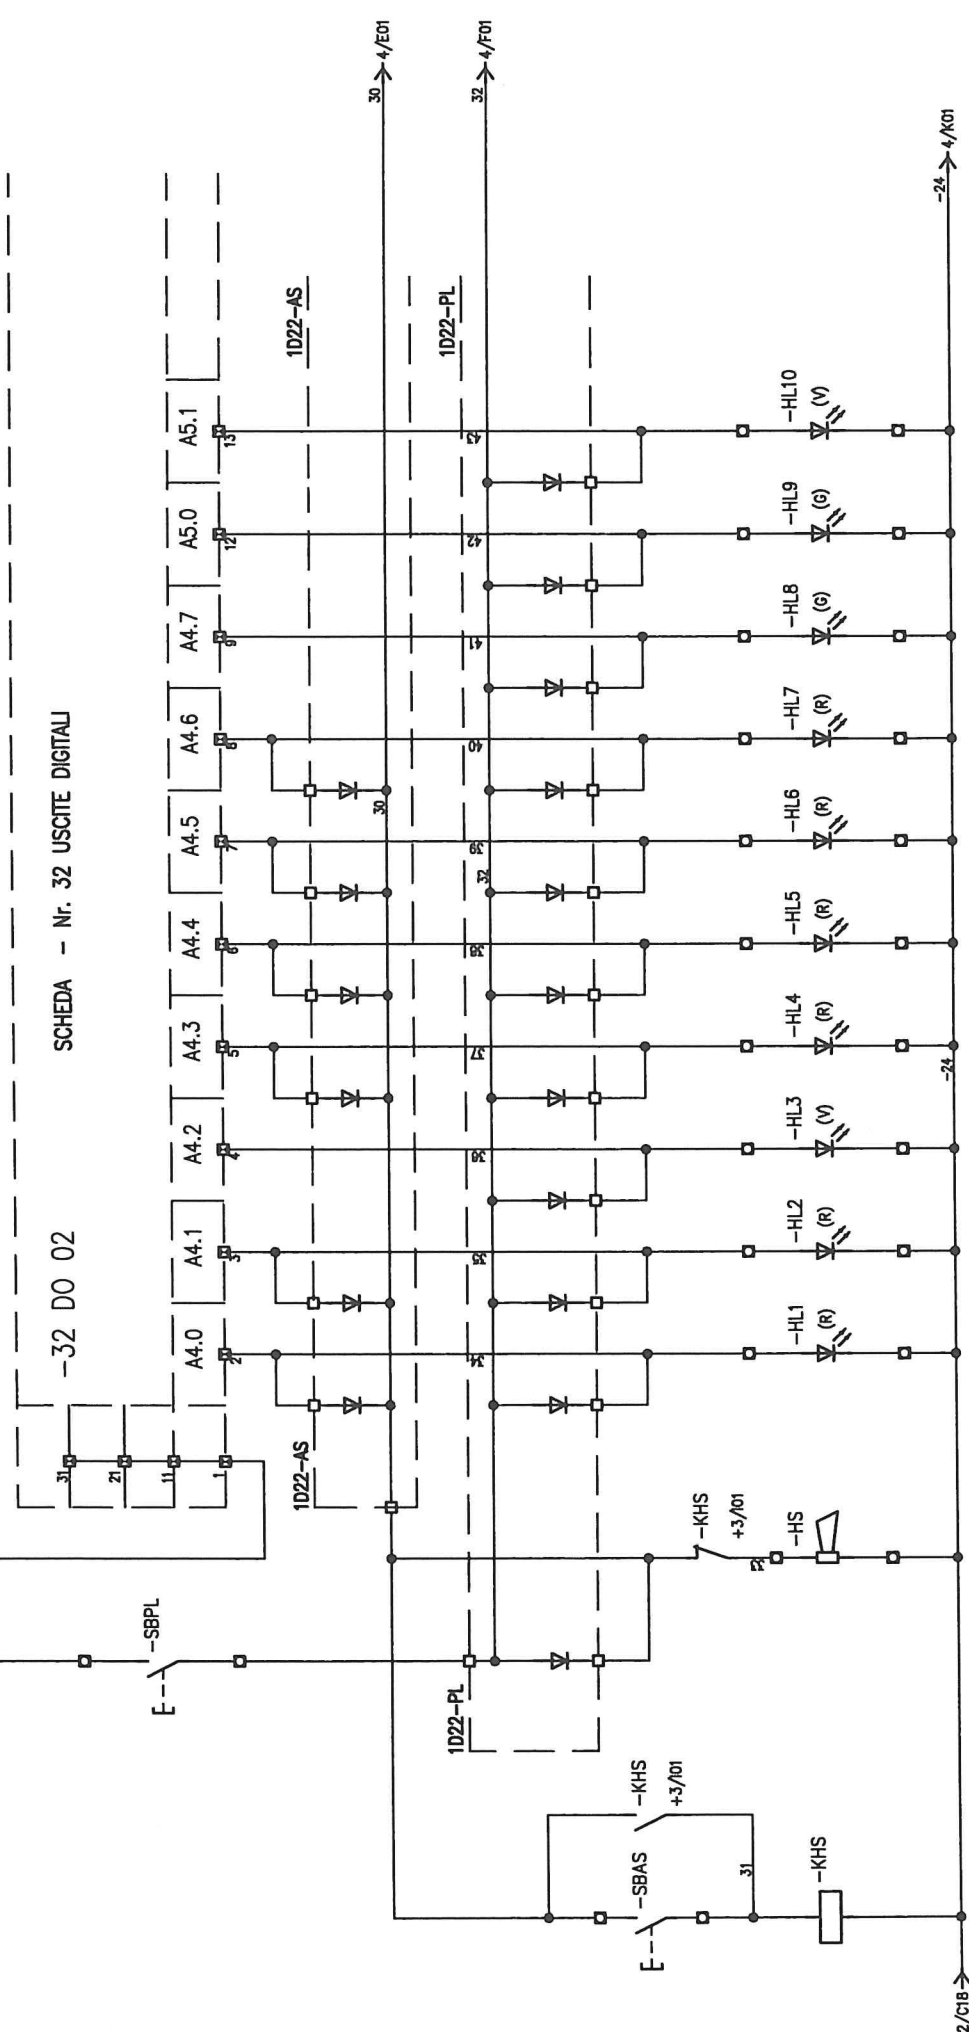 SCHEDA - Nr. 32 USCITE DIGITALI
-32 DO 02
31
21
11
1
A4.0
A4.1
A4.2
A4.3
A4.4
A4.5
A4.6
A4.7
A5.0
A5.1
2
3
4
5
6
7
8
9
12
13
-SBPL
1D22-AS
1D22-AS
30
30
4/E01
1D22-PL
1D22-PL
34
35
36
37
38
39
40
41
42
43
32
32
4/F01
-KHS
+3/I01
-SBAS
31
-KHS
-KHS
+3/I01
33
-HS
-HL1
(R)
-HL2
(R)
-HL3
(V)
-HL4
(R)
-HL5
(R)
-HL6
(R)
-HL7
(R)
-HL8
(G)
-HL9
(G)
-HL10
(V)
2/C18
-24
-24
4/K01